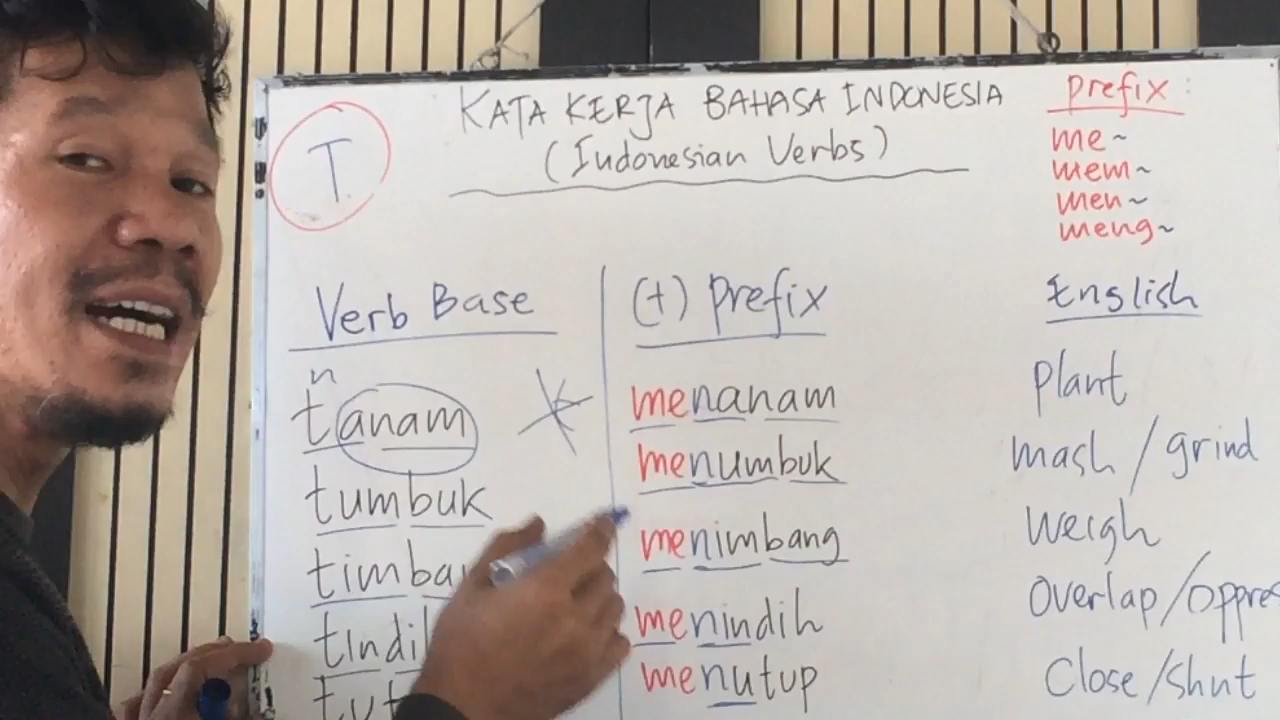 T
KATA KERJA BAHASA INDONESIA
(Indonesian Verbs)
Prefix :
me~
mem~
men~
meng~
Verb Base
(+) prefix
English
n
tanam menanam plant
tumbuk menumbuk mash / grind
menimbang weigh
menindih overlap/
menutup close/shut